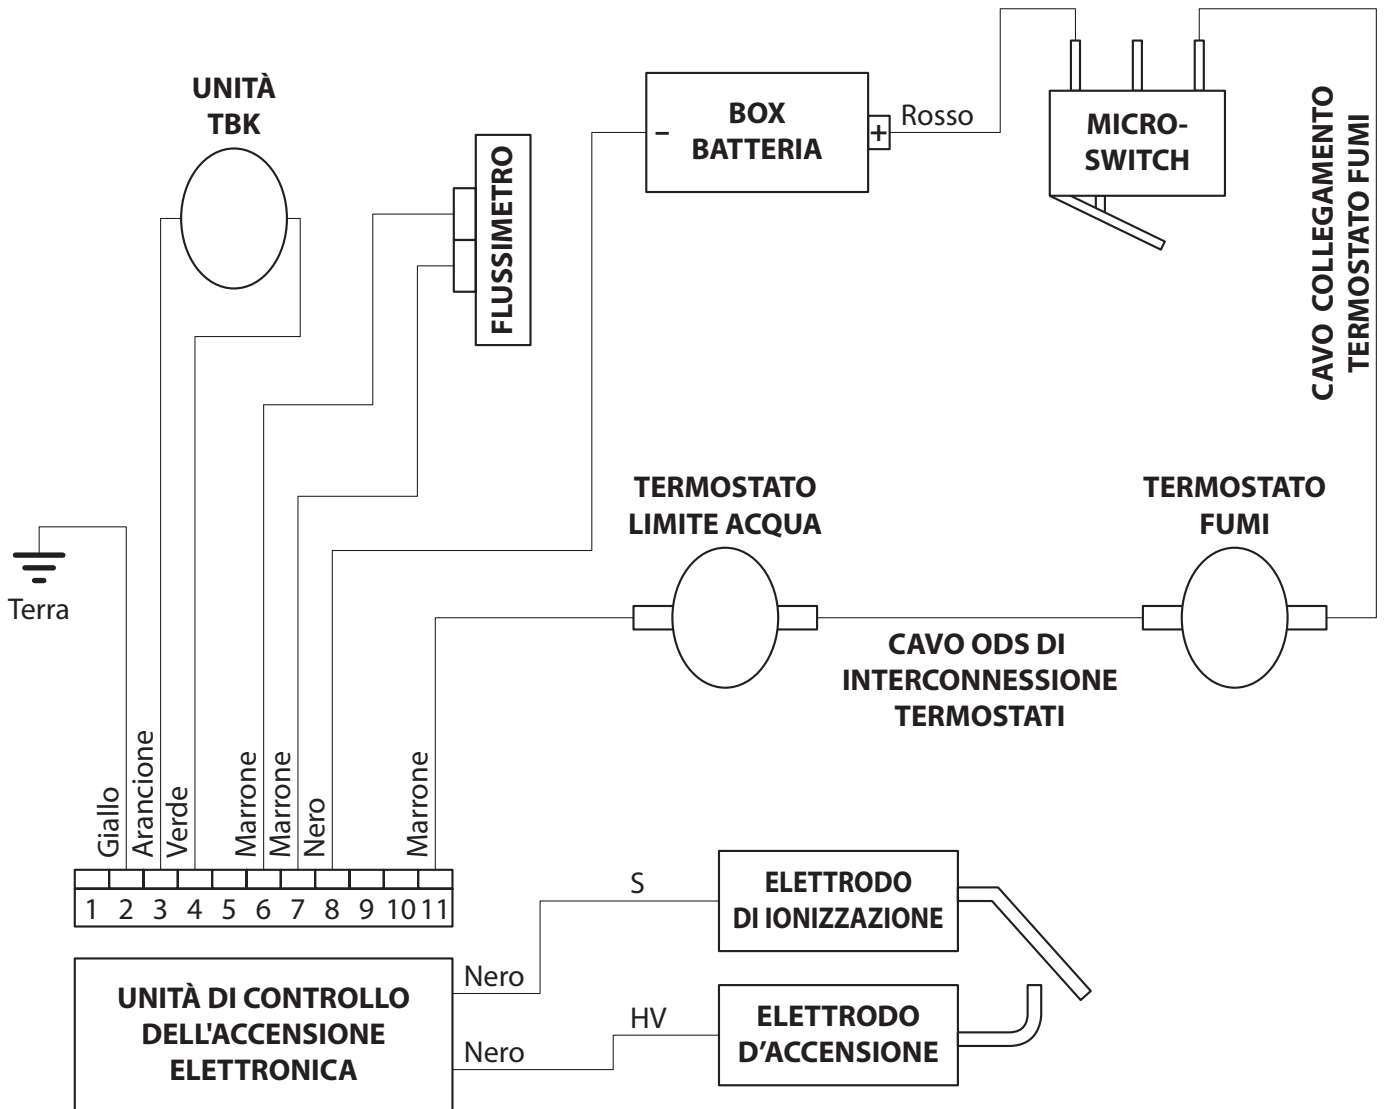 UNITÀ
TBK
FLUSSIMETRO
–
BOX
BATTERIA
+
Rosso
MICRO-
SWITCH
CAVO COLLEGAMENTO
TERMOSTATO FUMI
TERMOSTATO
LIMITE ACQUA
TERMOSTATO
FUMI
Terra
CAVO ODS DI
INTERCONNESSIONE
TERMOSTATI
Giallo
Arancione
Verde
Marrone
Marrone
Nero
Marrone
1 2 3 4 5 6 7 8 9 10 11
S
ELETTRODO
DI IONIZZAZIONE
Nero
UNITÀ DI CONTROLLO
DELL'ACCENSIONE
ELETTRONICA
HV
Nero
ELETTRODO
D’ACCENSIONE